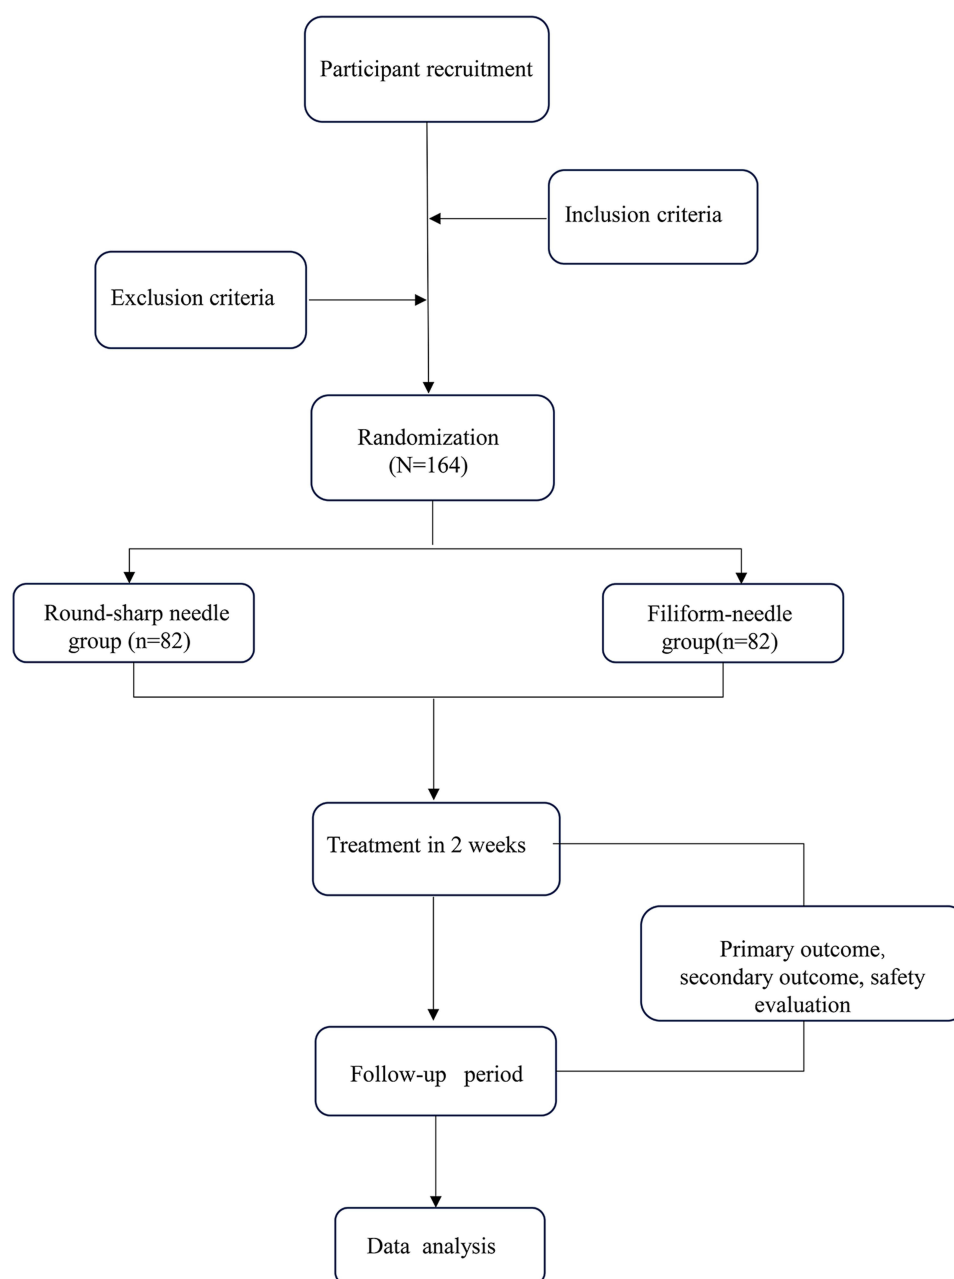 Participant recruitment
Inclusion criteria
Exclusion criteria
Randomization
(N=164)
Round-sharp needle
group (n=82)
Filiform-needle
group(n=82)
Treatment in 2 weeks
Primary outcome,
secondary outcome, safety
evaluation
Follow-up period
Data analysis